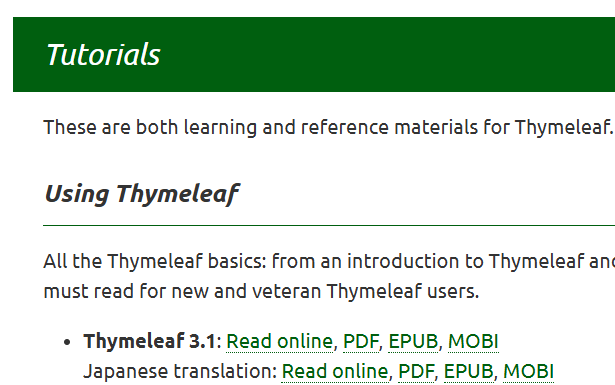 Tutorials
These are both learning and reference materials for Thymeleaf.
Using Thymeleaf
All the Thymeleaf basics: from an introduction to Thymeleaf and
must read for new and veteran Thymeleaf users.
• Thymeleaf 3.1: Read online, PDF, EPUB, MOBI
Japanese translation: Read online, PDF, EPUB, MOBI